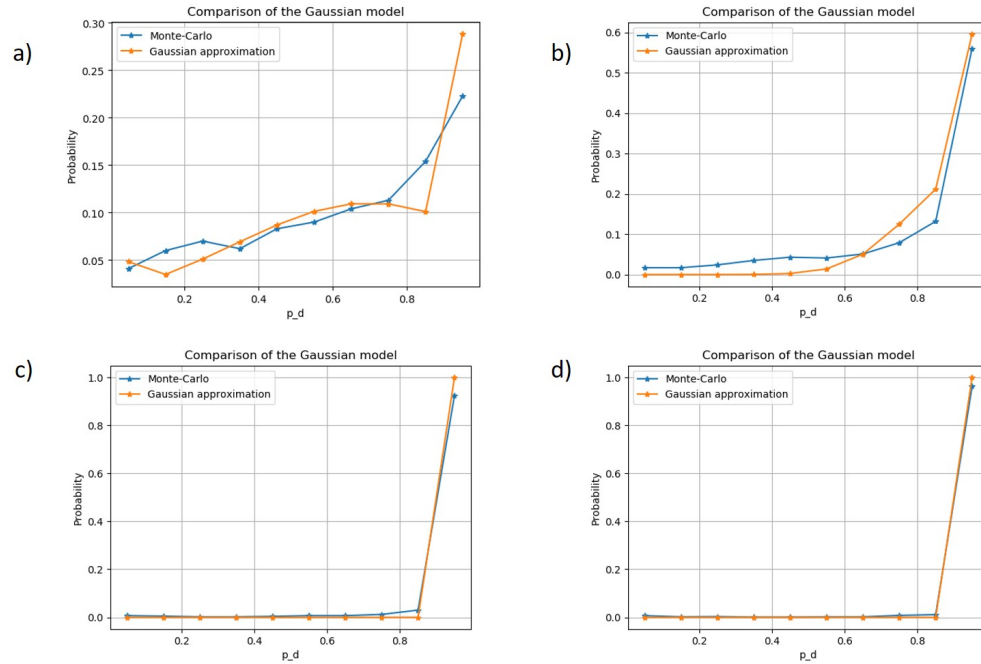 a)
Comparison of the Gaussian model
Monte-Carlo
Gaussian approximation
0.30
0.25
0.20
0.15
0.10
0.05
Probability
0.2 0.4 0.6 0.8
p_d
b)
Comparison of the Gaussian model
Monte-Carlo
Gaussian approximation
0.6
0.5
0.4
0.3
0.2
0.1
0.0
Probability
0.2 0.4 0.6 0.8
p_d
c)
Comparison of the Gaussian model
Monte-Carlo
Gaussian approximation
1.0
0.8
0.6
0.4
0.2
0.0
Probability
0.2 0.4 0.6 0.8
p_d
d)
Comparison of the Gaussian model
Monte-Carlo
Gaussian approximation
1.0
0.8
0.6
0.4
0.2
0.0
Probability
0.2 0.4 0.6 0.8
p_d